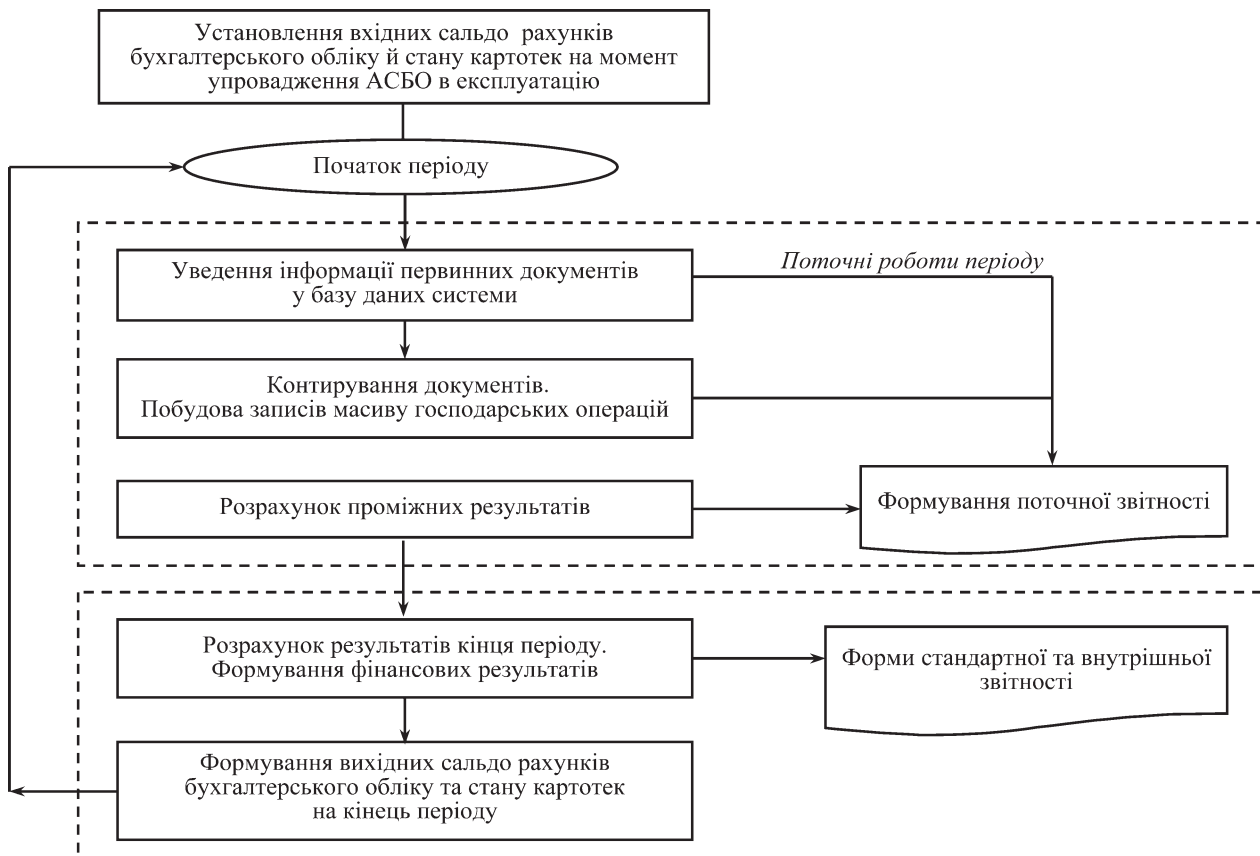 Установлення вхідних сальдо рахунків
бухгалтерського обліку й стану картотек на момент
упровадження АСБО в експлуатацію
Початок періоду
Уведення інформації первинних документів
у базу даних системи
Поточні роботи періоду
Контирування документів.
Побудова записів масиву господарських операцій
Розрахунок проміжних результатів
Формування поточної звітності
Розрахунок результатів кінця періоду.
Формування фінансових результатів
Форми стандартної та внутрішньої
звітності
Формування вихідних сальдо рахунків
бухгалтерського обліку та стану картотек
на кінець періоду